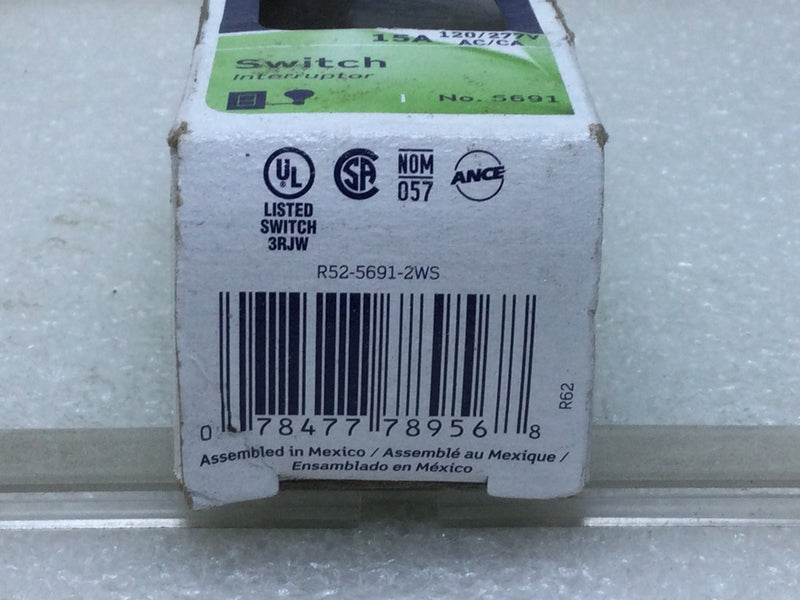 15A 120/277V
AC/CA
Switch
Interruptor
No. 5691
UL
LISTED
SWITCH
3RJW
SA
NOM
057
ANCE
R52-5691-2WS
R62
0 78477 78956 8
Assembled in Mexico / Assemblé au Mexique /
Ensamblado en México